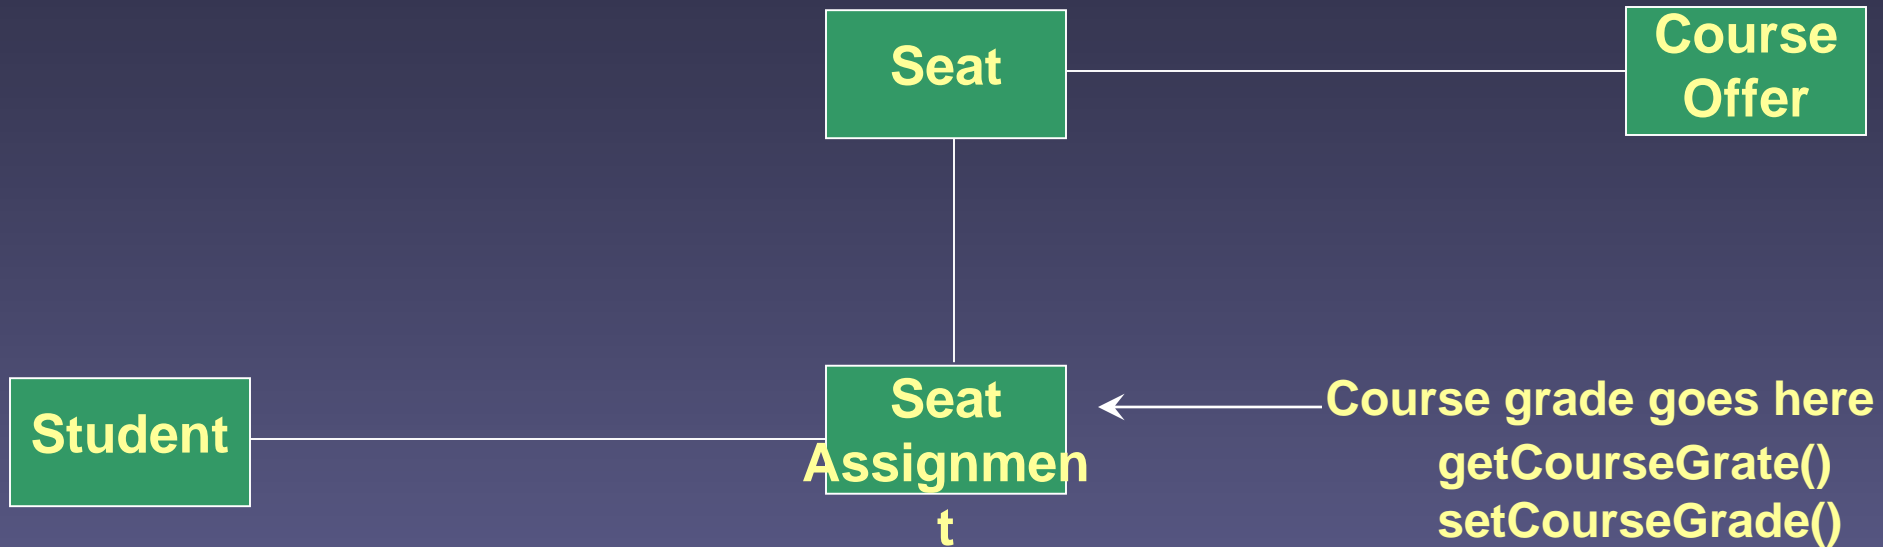 Seat
Course
Offer
Student
Seat
Assignmen
t
Course grade goes here
getCourseGrate()
setCourseGrade()